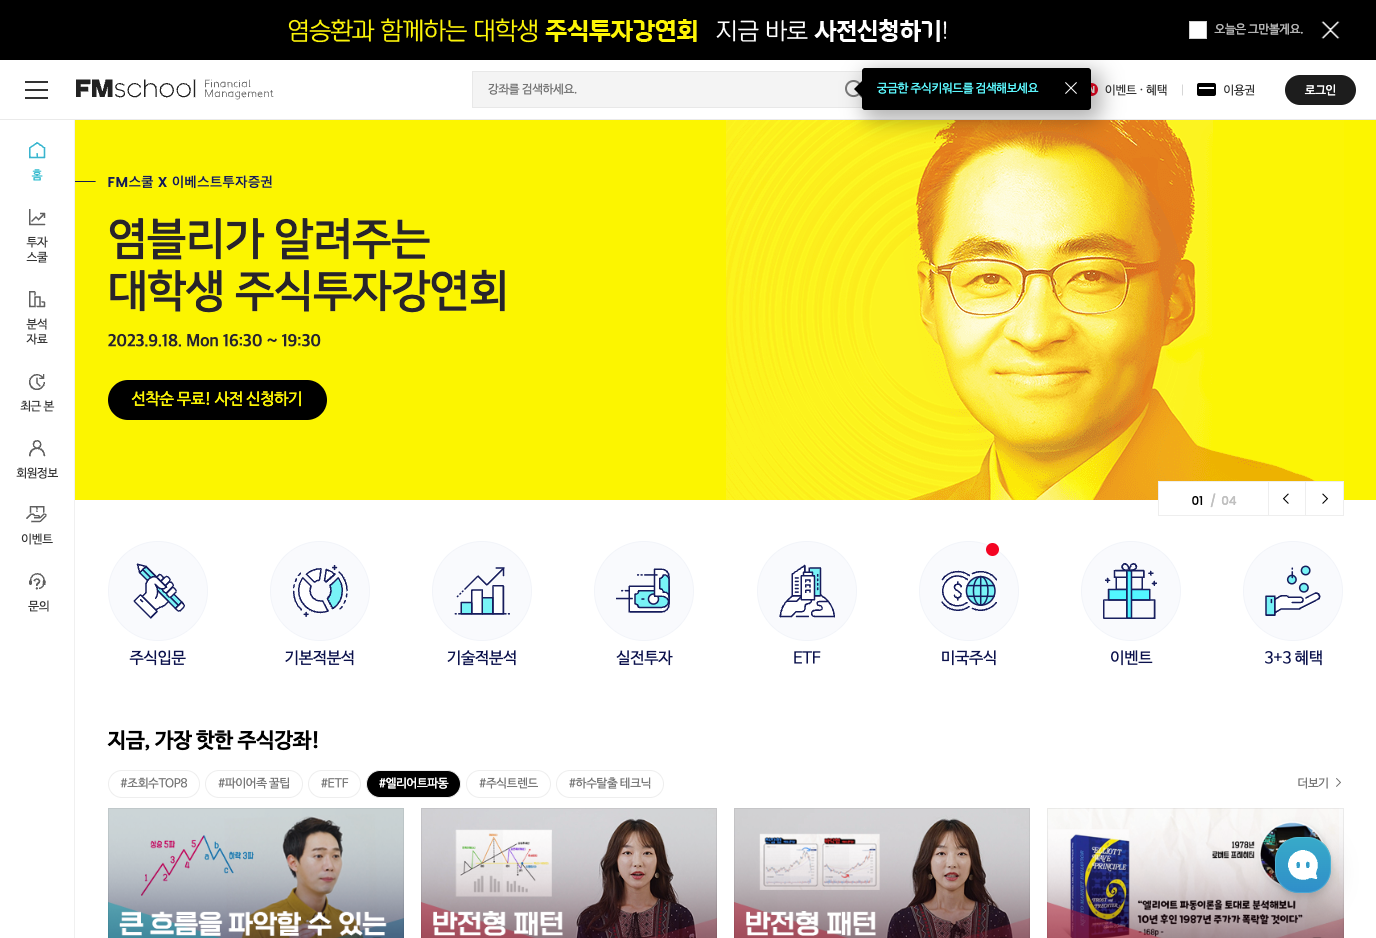 염승환과 함께하는 대학생 주식투자강연회 지금 바로 사전신청하기!
오늘은 그만볼게요.
FMschool Financial Management
강좌를 검색하세요.
궁금한 주식키워드를 검색해보세요
N 이벤트 · 혜택
이용권
로그인
홈
투자
스쿨
분석
자료
최근 본
회원정보
이벤트
문의
FM스쿨 X 이베스트투자증권
염블리가 알려주는
대학생 주식투자강연회
2023.9.18. Mon 16:30 ~ 19:30
선착순 무료! 사전 신청하기
01 / 04
주식입문
기본적분석
기술적분석
실전투자
ETF
미국주식
이벤트
3+3 혜택
지금, 가장 핫한 주식강좌!
#조회수TOP8
#파이어족 꿀팁
#ETF
#엘리어트파동
#주식트렌드
#하수탈출 테크닉
더보기
상승 5파
1
2
3
4
5
a
b
c
하락 3파
큰 흐름을 파악할 수 있는
반전형 패턴
반전형 패턴
1978년
로버트 프레히터
ELLIOTT
WAVE
PRINCIPLE
"엘리어트 파동이론을 토대로 분석해보니
10년 후인 1987년 주가가 폭락할 것이다"
- 168p -